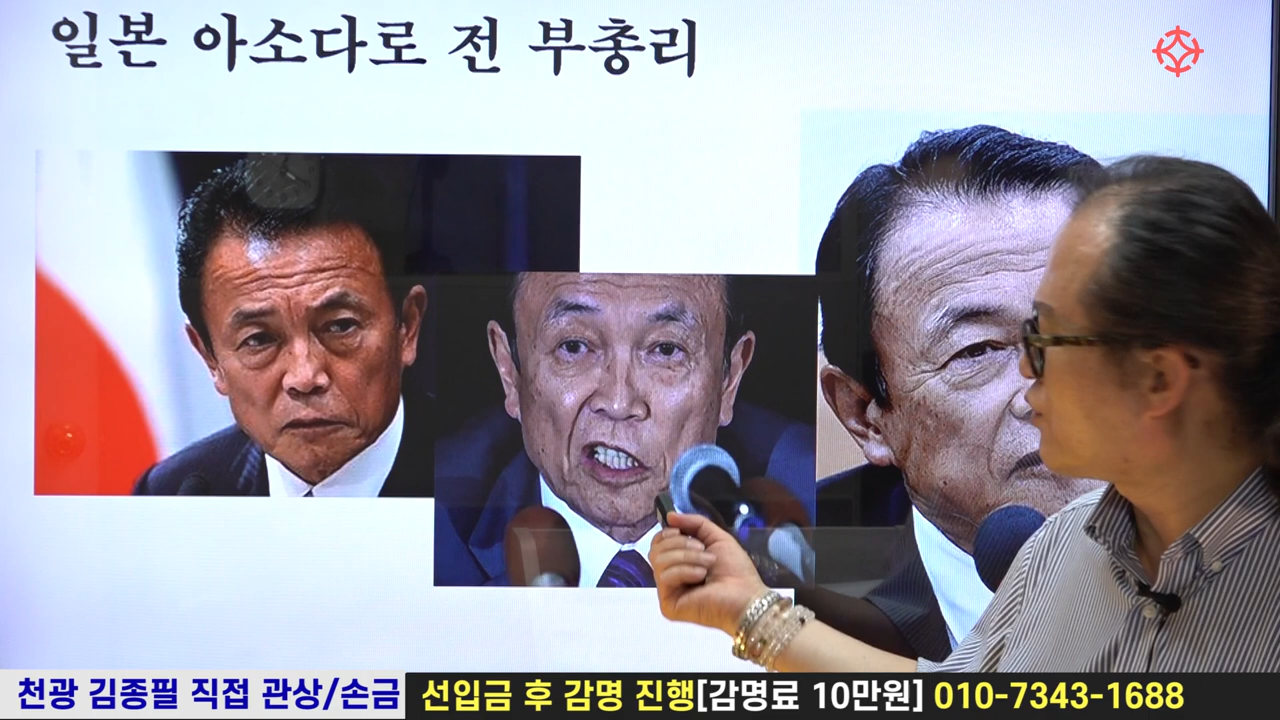 일본 아소다로 전 부총리
천광 김종필 직접 관상/손금 선입금 후 감명 진행[감명료 10만원] 010-7343-1688